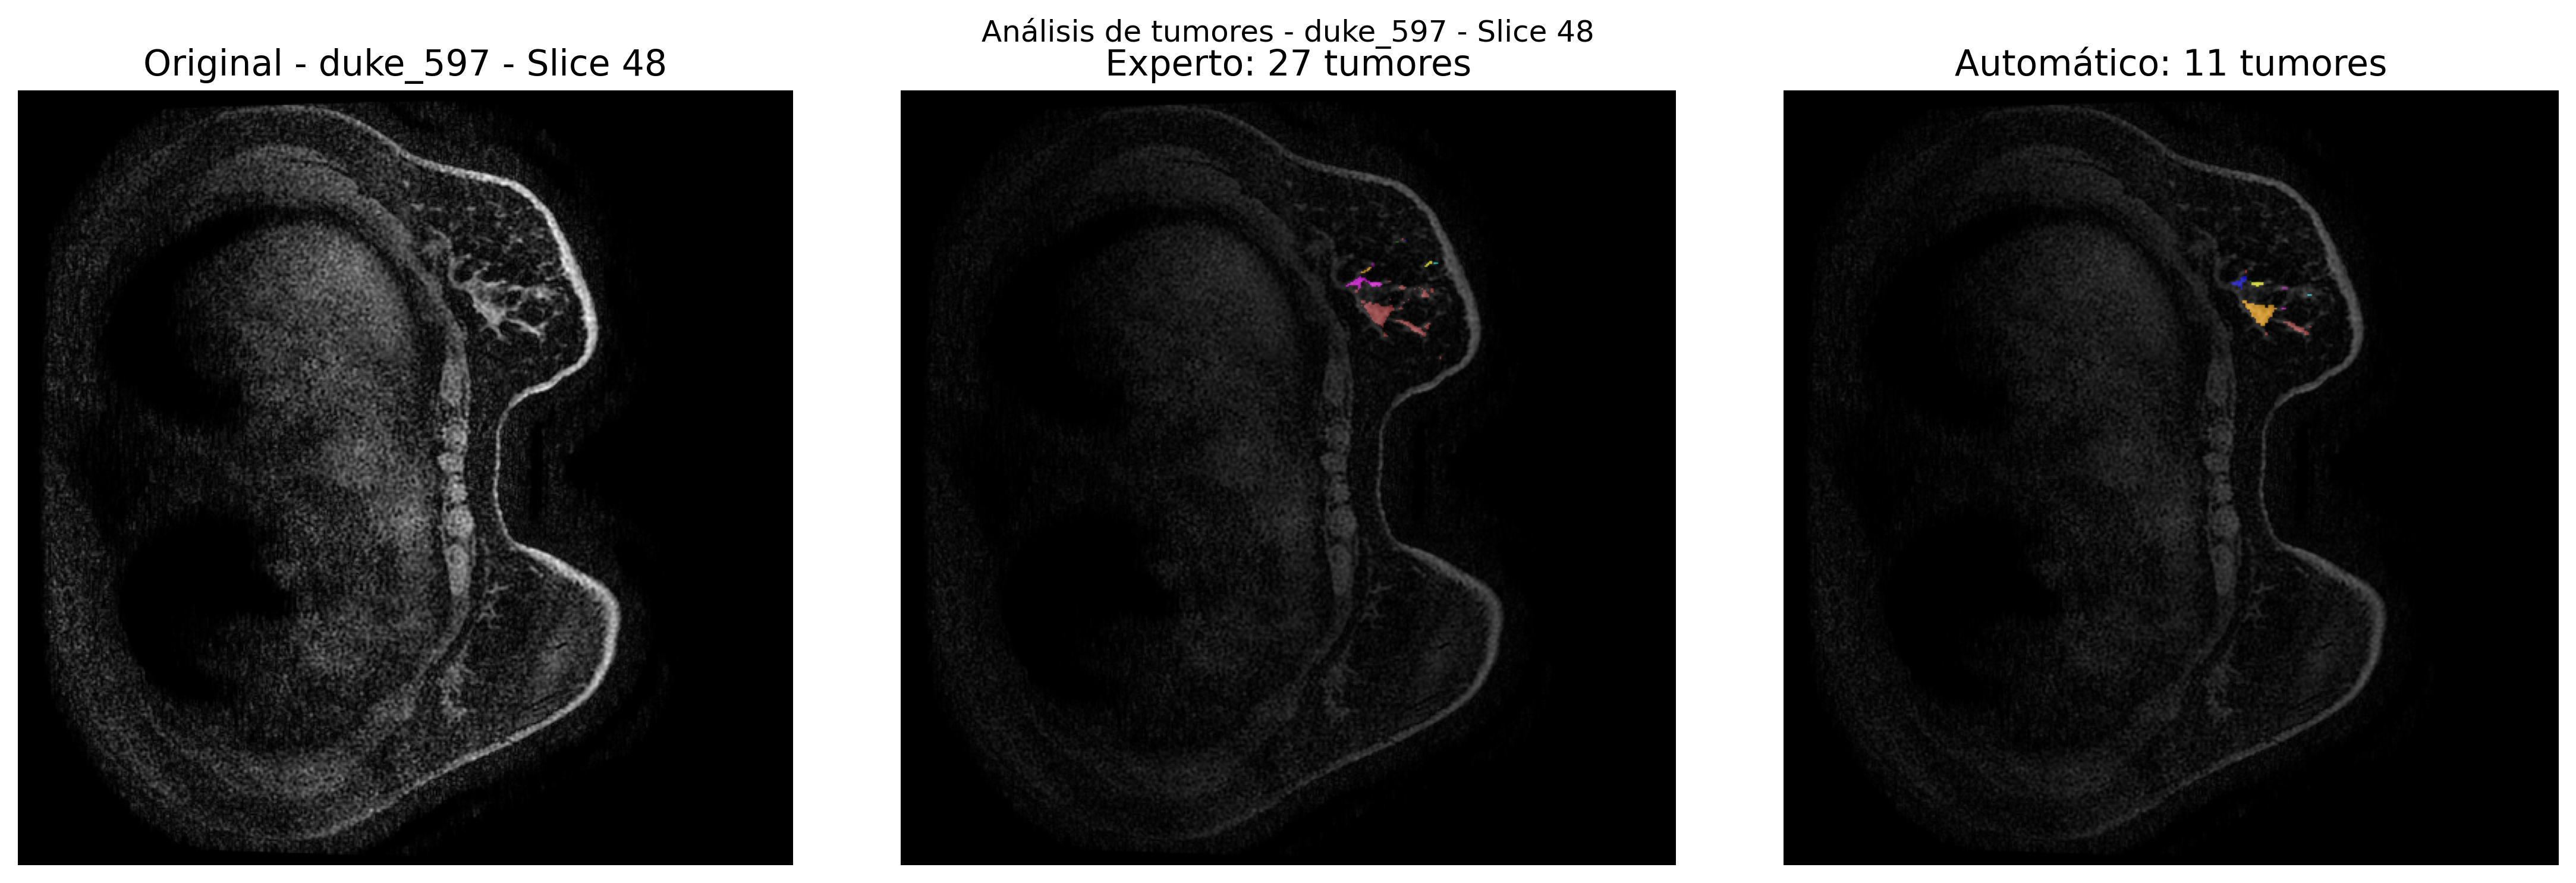 Análisis de tumores - duke_597 - Slice 48
Original - duke_597 - Slice 48
Experto: 27 tumores
Automático: 11 tumores